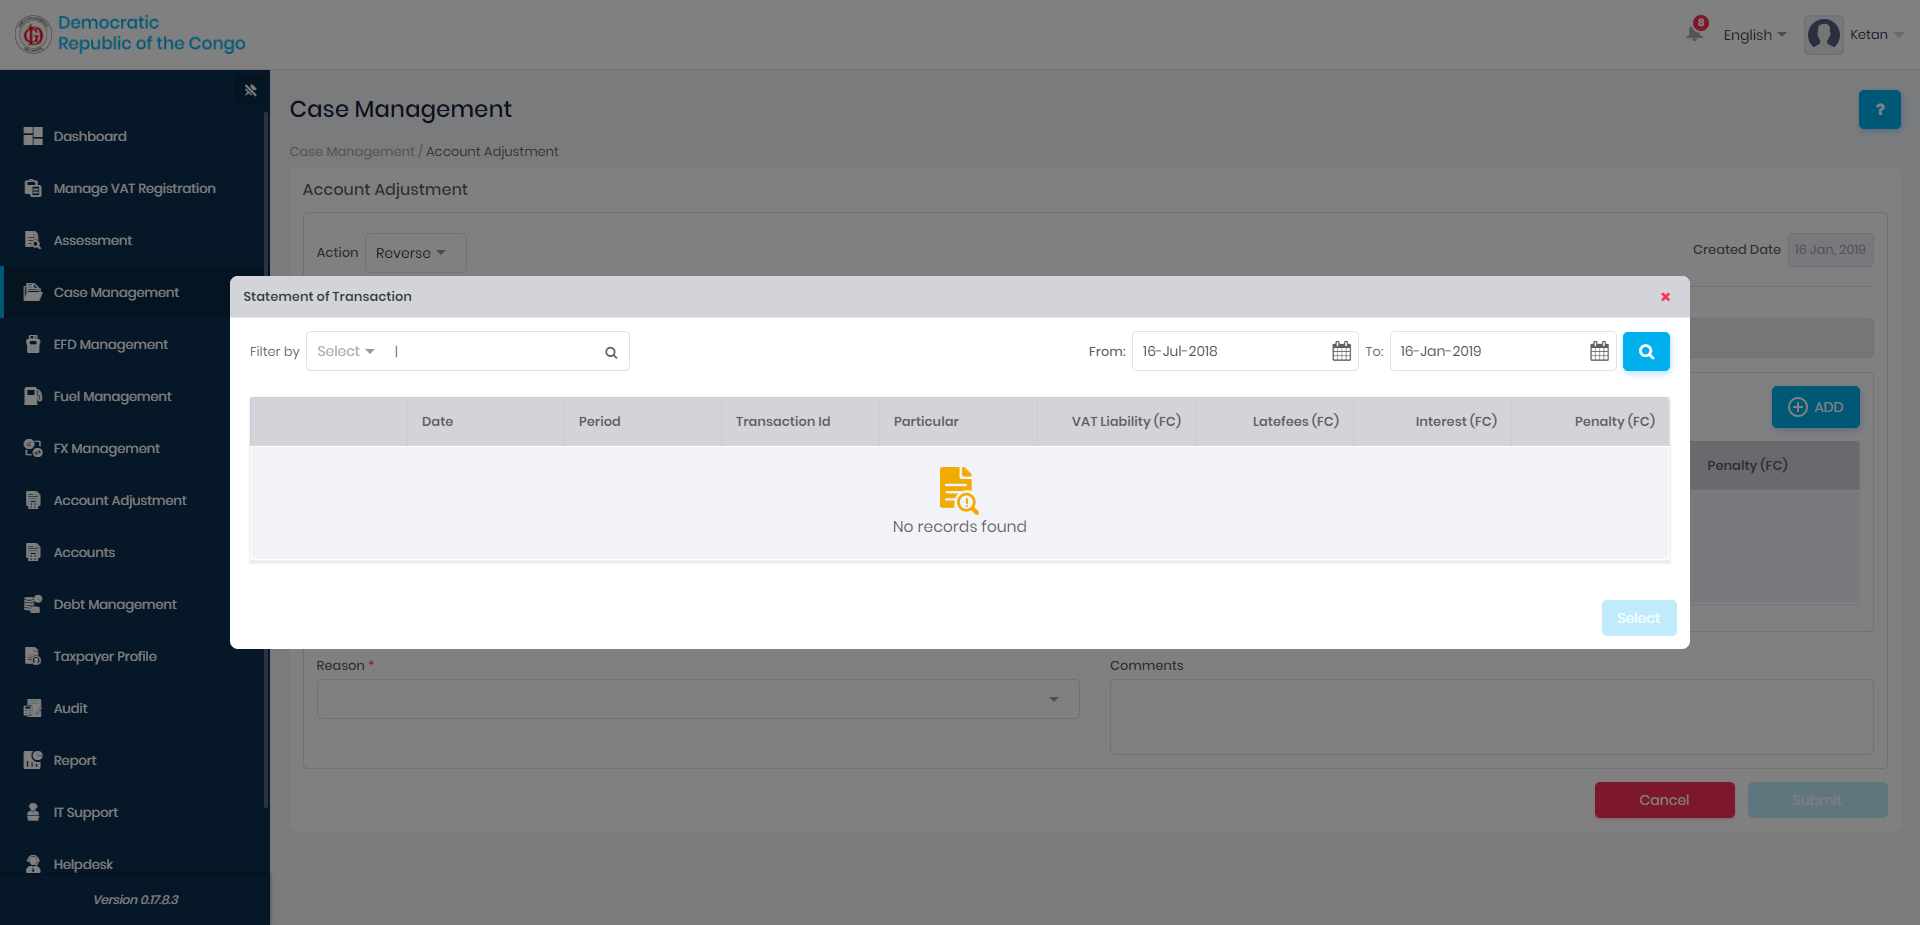 Democratic
Republic of the Congo
8
English
Ketan
Dashboard
Manage VAT Registration
Assessment
Case Management
EFD Management
Fuel Management
FX Management
Account Adjustment
Accounts
Debt Management
Taxpayer Profile
Audit
Report
IT Support
Helpdesk
Version 0.17.8.3
Case Management
?
Case Management / Account Adjustment
Account Adjustment
Action Reverse
Created Date 16 Jan, 2019
Statement of Transaction
Filter by Select |
From: 16-Jul-2018 To: 16-Jan-2019
Date Period Transaction Id Particular VAT Liability (FC) Latefees (FC) Interest (FC) Penalty (FC)
No records found
Select
ADD
Penalty (FC)
Reason *
Comments
Cancel
Submit